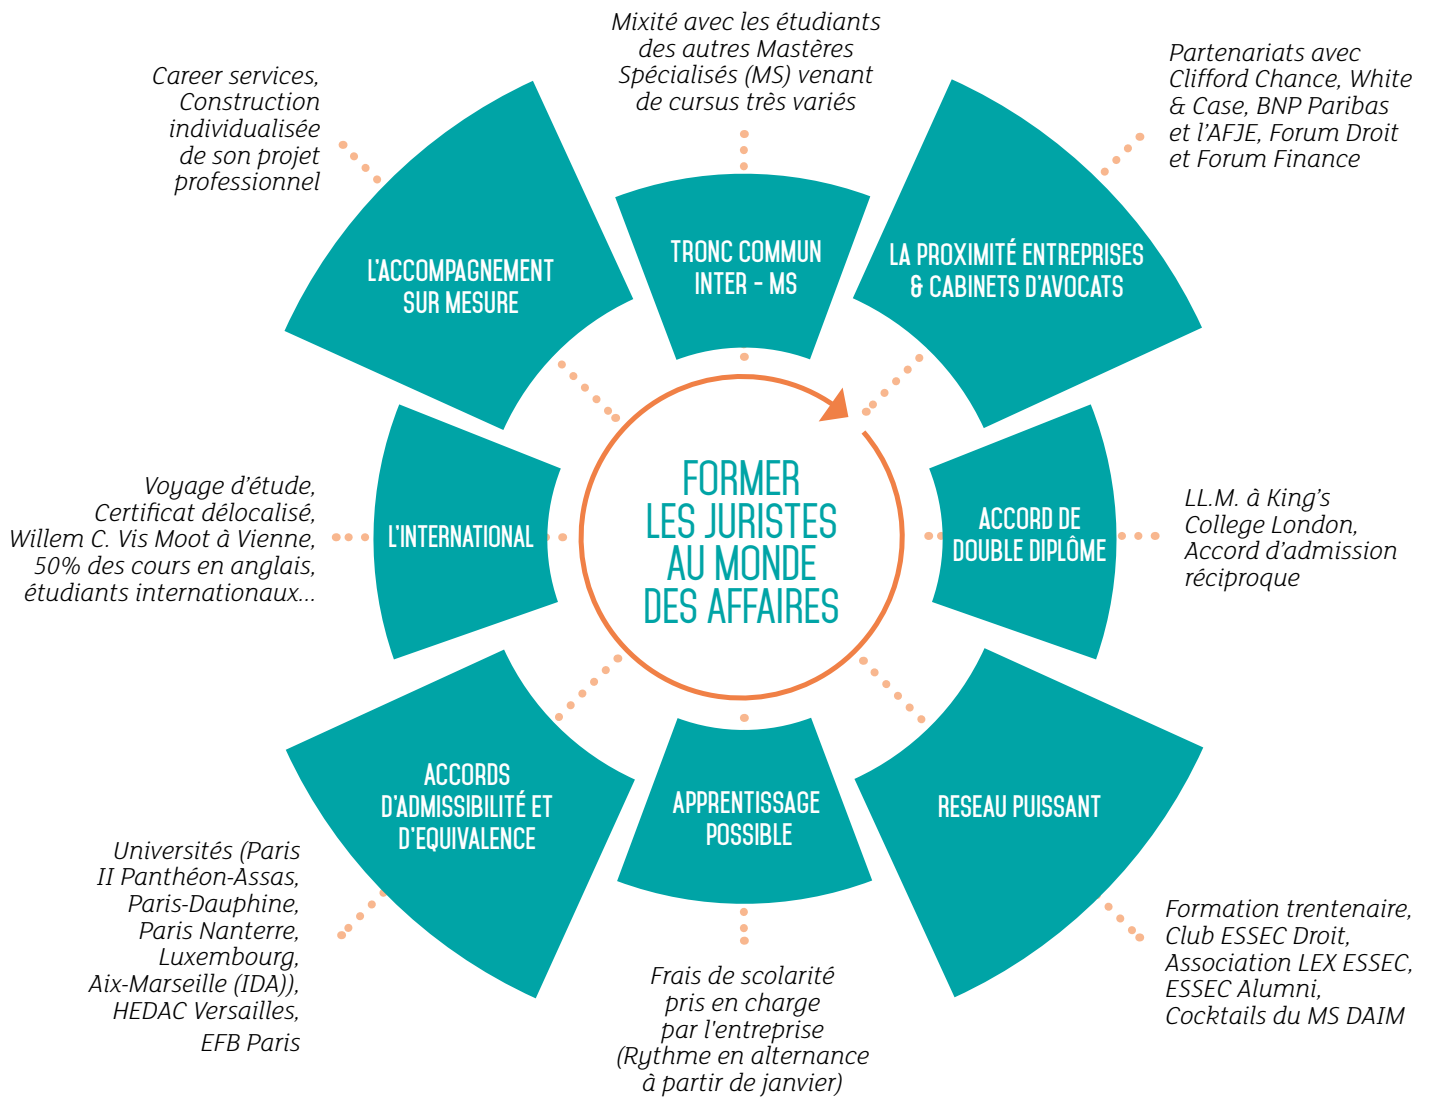 Mixité avec les étudiants
des autres Mastères
Spécialisés (MS) venant
de cursus très variés
Career services,
Construction
individualisée
de son projet
professionnel
Partenariats avec
Clifford Chance, White
& Case, BNP Paribas
et l’AFJE, Forum Droit
et Forum Finance
L'ACCOMPAGNEMENT
SUR MESURE
TRONC COMMUN
INTER - MS
LA PROXIMITÉ ENTREPRISES
& CABINETS D'AVOCATS
Voyage d’étude,
Certificat délocalisé,
Willem C. Vis Moot à Vienne,
50% des cours en anglais,
étudiants internationaux...
L'INTERNATIONAL
FORMER
LES JURISTES
AU MONDE
DES AFFAIRES
ACCORD DE
DOUBLE DIPLÔME
LL.M. à King’s
College London,
Accord d’admission
réciproque
ACCORDS
D'ADMISSIBILITÉ ET
D'EQUIVALENCE
APPRENTISSAGE
POSSIBLE
RESEAU PUISSANT
Universités (Paris
II Panthéon-Assas,
Paris-Dauphine,
Paris Nanterre,
Luxembourg,
Aix-Marseille (IDA)),
HEDAC Versailles,
EFB Paris
Frais de scolarité
pris en charge
par l'entreprise
(Rythme en alternance
à partir de janvier)
Formation trentenaire,
Club ESSEC Droit,
Association LEX ESSEC,
ESSEC Alumni,
Cocktails du MS DAIM